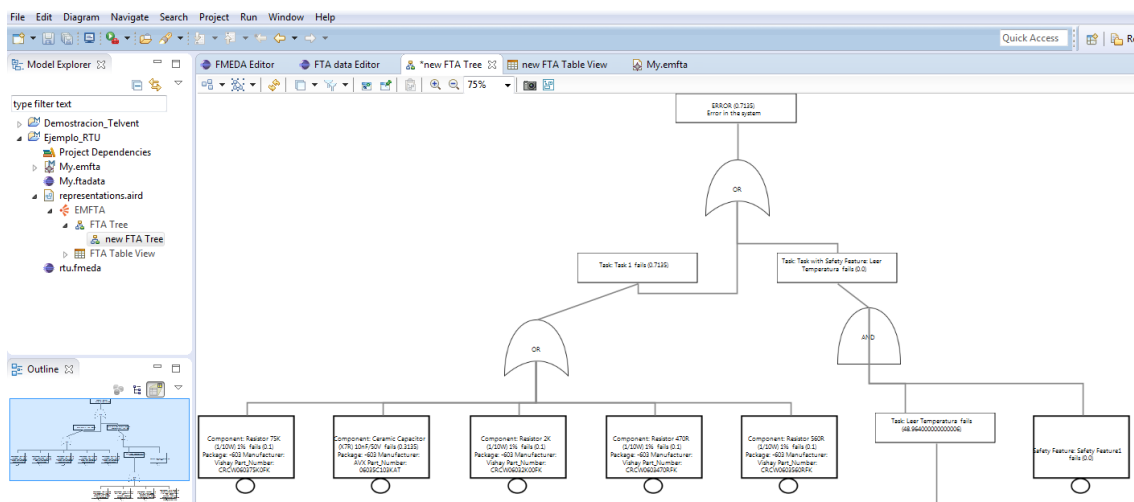 File Edit Diagram Navigate Search Project Run Window Help
Quick Access
Model Explorer
FMEDA Editor
FTA data Editor
*new FTA Tree
new FTA Table View
My.emfta
75%
type filter text
Demostracion_Telvent
Ejemplo_RTU
Project Dependencies
My.emfta
My.ftadata
representations.aird
EMFTA
FTA Tree
new FTA Tree
FTA Table View
rtu.fmeda
Outline
ERROR (0.7135)
Error in the system
OR
Task: Task 1 fails (0.7135)
Task: Task with Safety Feature: Leer
Temperatura fails (0.0)
OR
AND
Component: Resistor 75K
(1/10W) 1% fails (0.1)
Package: <603 Manufacturer:
Vishay Part_Number:
CRCW060375K0FK
Component: Ceramic Capacitor
(X7R) 10nF/50V fails (0.3135)
Package: <603 Manufacturer:
AVX Part_Number:
06035C103KAT
Component: Resistor 2K
(1/10W) 1% fails (0.1)
Package: <603 Manufacturer:
Vishay Part_Number:
CRCW06032K00FK
Component: Resistor 470R
(1/10W) 1% fails (0.1)
Package: <603 Manufacturer:
Vishay Part_Number:
CRCW0603470RFK
Component: Resistor 560R
(1/10W) 1% fails (0.1)
Package: <603 Manufacturer:
Vishay Part_Number:
CRCW0603560RFK
Task: Leer Temperatura fails
(48.964000000000006)
Safety Feature: Safety Feature1
fails (0.0)